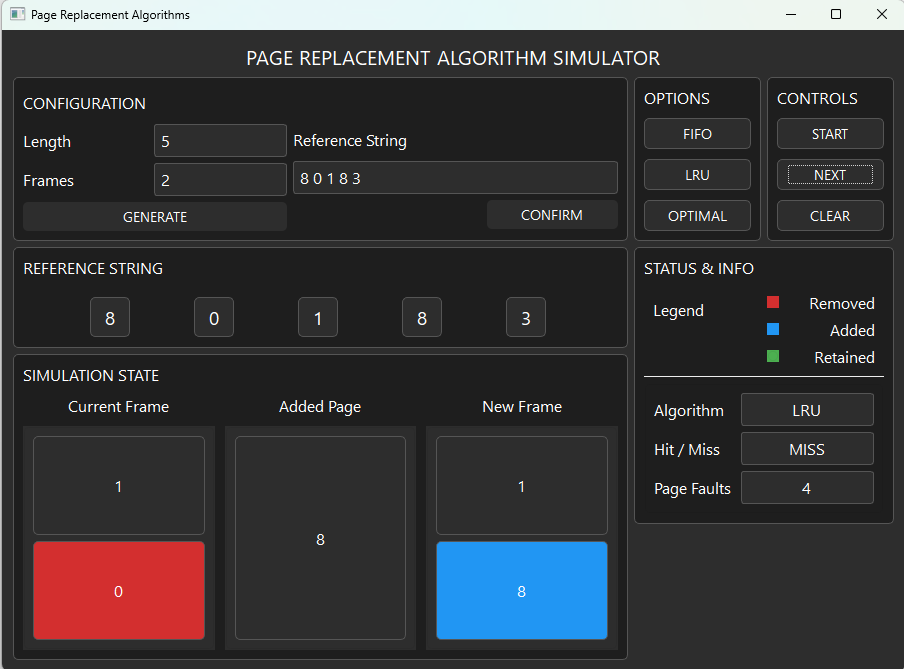 Page Replacement Algorithms
PAGE REPLACEMENT ALGORITHM SIMULATOR
CONFIGURATION
Length 5 Reference String
Frames 2 8 0 1 8 3
GENERATE CONFIRM
OPTIONS
FIFO
LRU
OPTIMAL
CONTROLS
START
NEXT
CLEAR
REFERENCE STRING
8 0 1 8 3
SIMULATION STATE
Current Frame Added Page New Frame
1 1
8
0 8
STATUS & INFO
Legend
Removed
Added
Retained
Algorithm LRU
Hit / Miss MISS
Page Faults 4